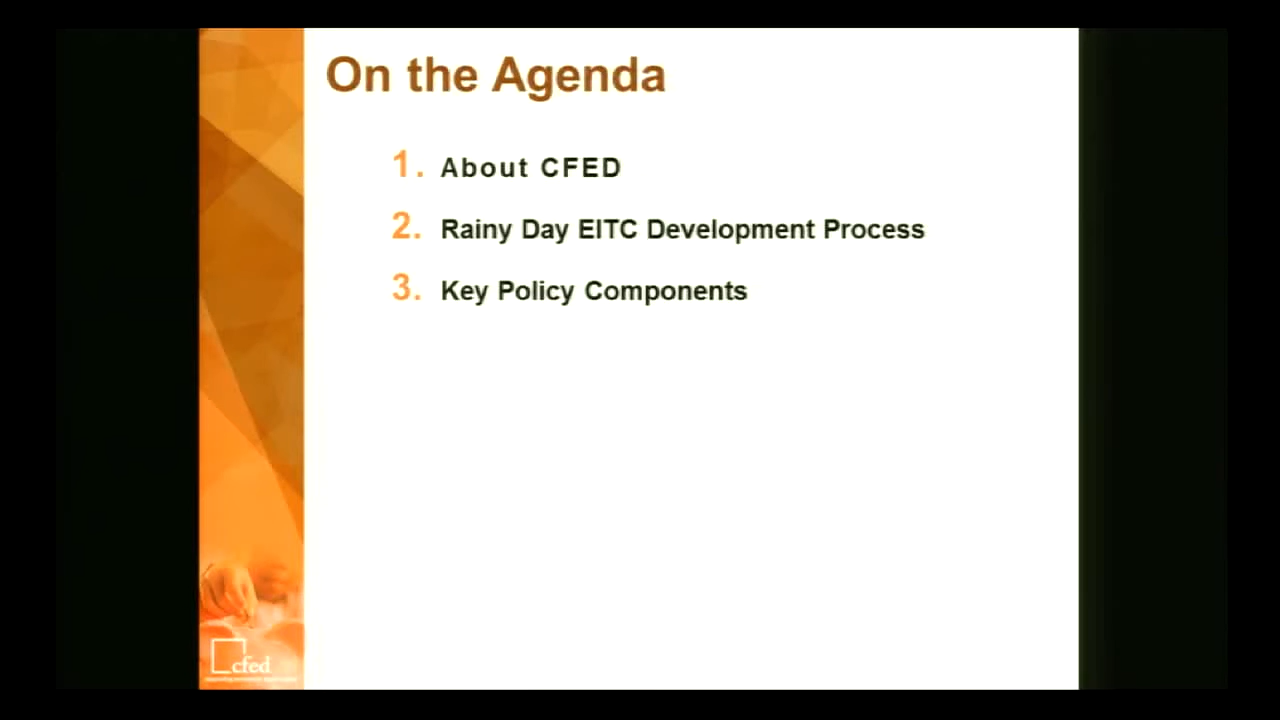 On the Agenda
1. About CFED
2. Rainy Day EITC Development Process
3. Key Policy Components
cfed